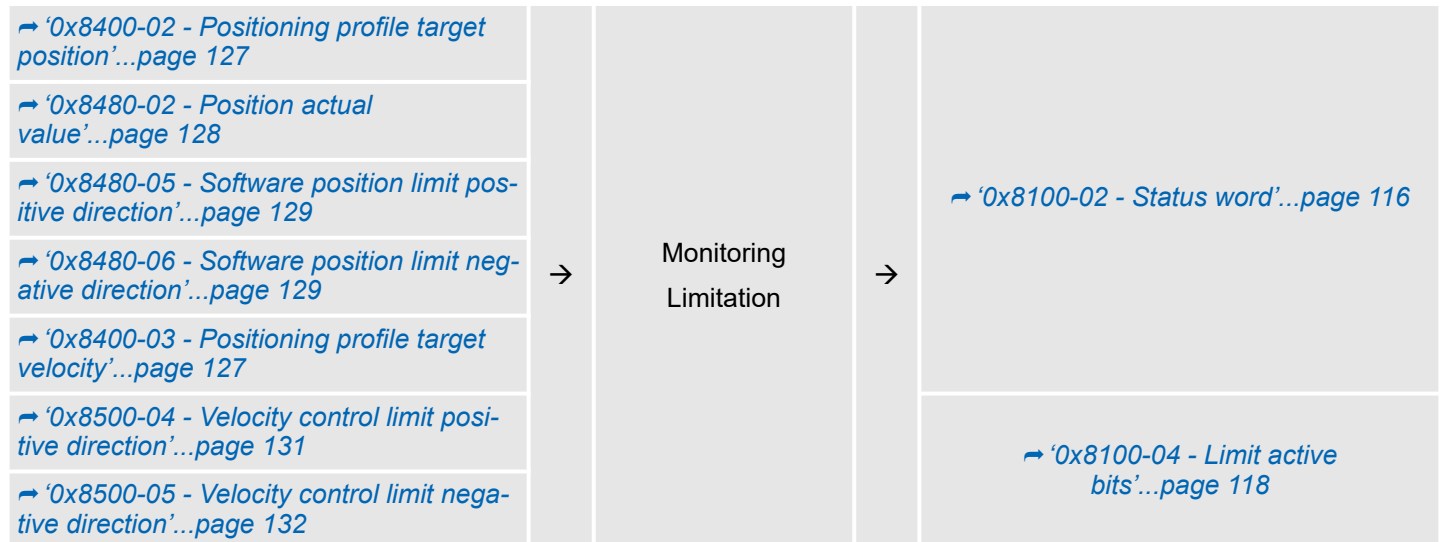 ➦ ‘0x8400-02 - Positioning profile target
position’...page 127
➦ ‘0x8480-02 - Position actual
value’...page 128
➦ ‘0x8480-05 - Software position limit pos-
itive direction’...page 129
➦ ‘0x8480-06 - Software position limit neg-
ative direction’...page 129
➦ ‘0x8400-03 - Positioning profile target
velocity’...page 127
➦ ‘0x8500-04 - Velocity control limit posi-
tive direction’...page 131
➦ ‘0x8500-05 - Velocity control limit nega-
tive direction’...page 132
→
Monitoring
Limitation
→
➦ ‘0x8100-02 - Status word’...page 116
➦ ‘0x8100-04 - Limit active
bits’...page 118